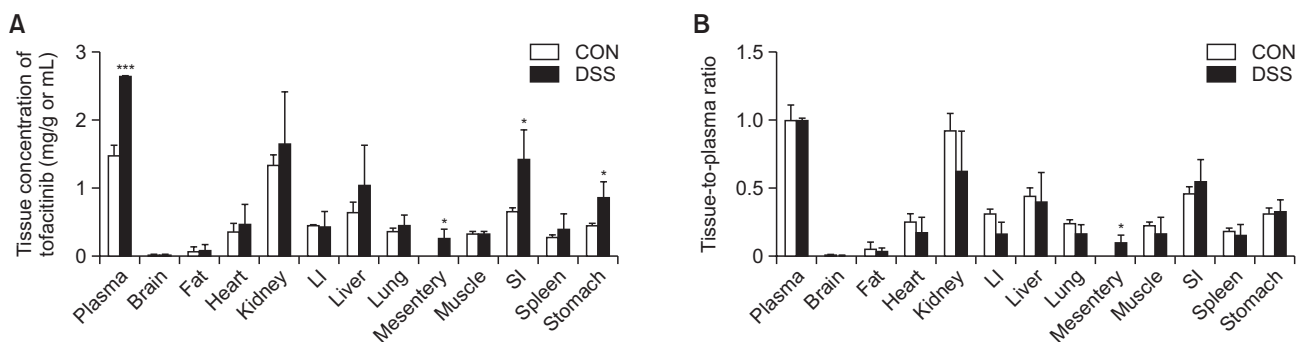 A
Tissue concentration of
tofacitinib (mg/g or mL)
3
2
1
0
***
*
*
*
CON
DSS
Plasma
Brain
Fat
Heart
Kidney
LI
Liver
Lung
Mesentery
Muscle
SI
Spleen
Stomach
B
Tissue-to-plasma ratio
1.5
1.0
0.5
0
*
CON
DSS
Plasma
Brain
Fat
Heart
Kidney
LI
Liver
Lung
Mesentery
Muscle
SI
Spleen
Stomach